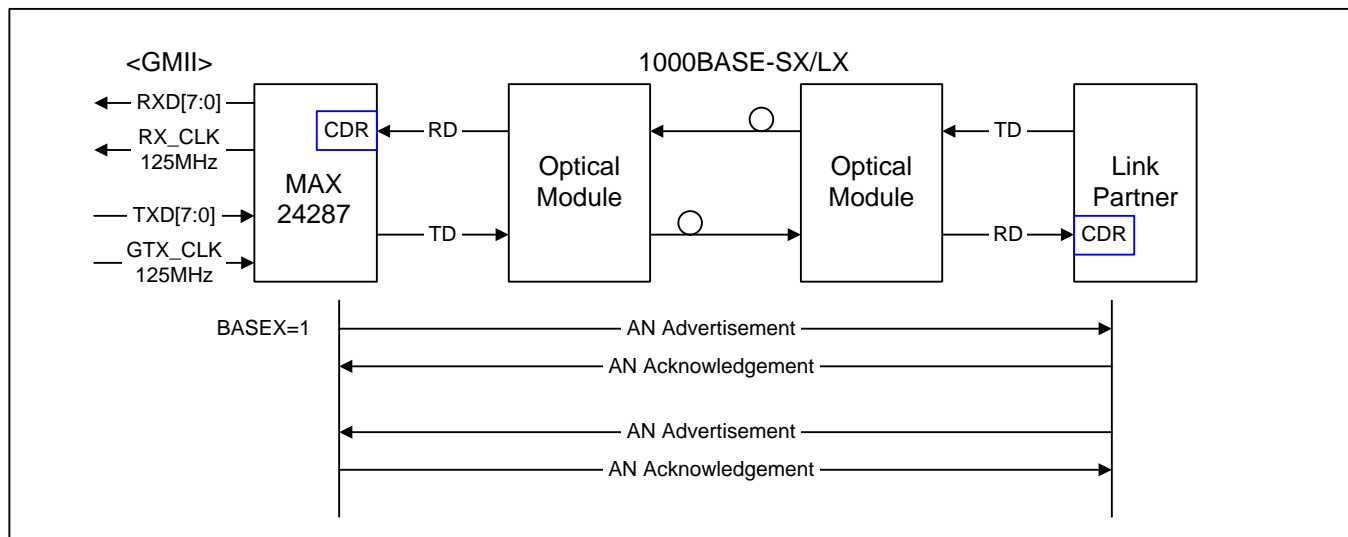 <GMII>
1000BASE-SX/LX
RXD[7:0]
RX_CLK
125MHz
TXD[7:0]
GTX_CLK
125MHz
CDR
MAX
24287
RD
TD
Optical
Module
Optical
Module
TD
RD
Link
Partner
CDR
BASEX=1
AN Advertisement
AN Acknowledgement
AN Advertisement
AN Acknowledgement